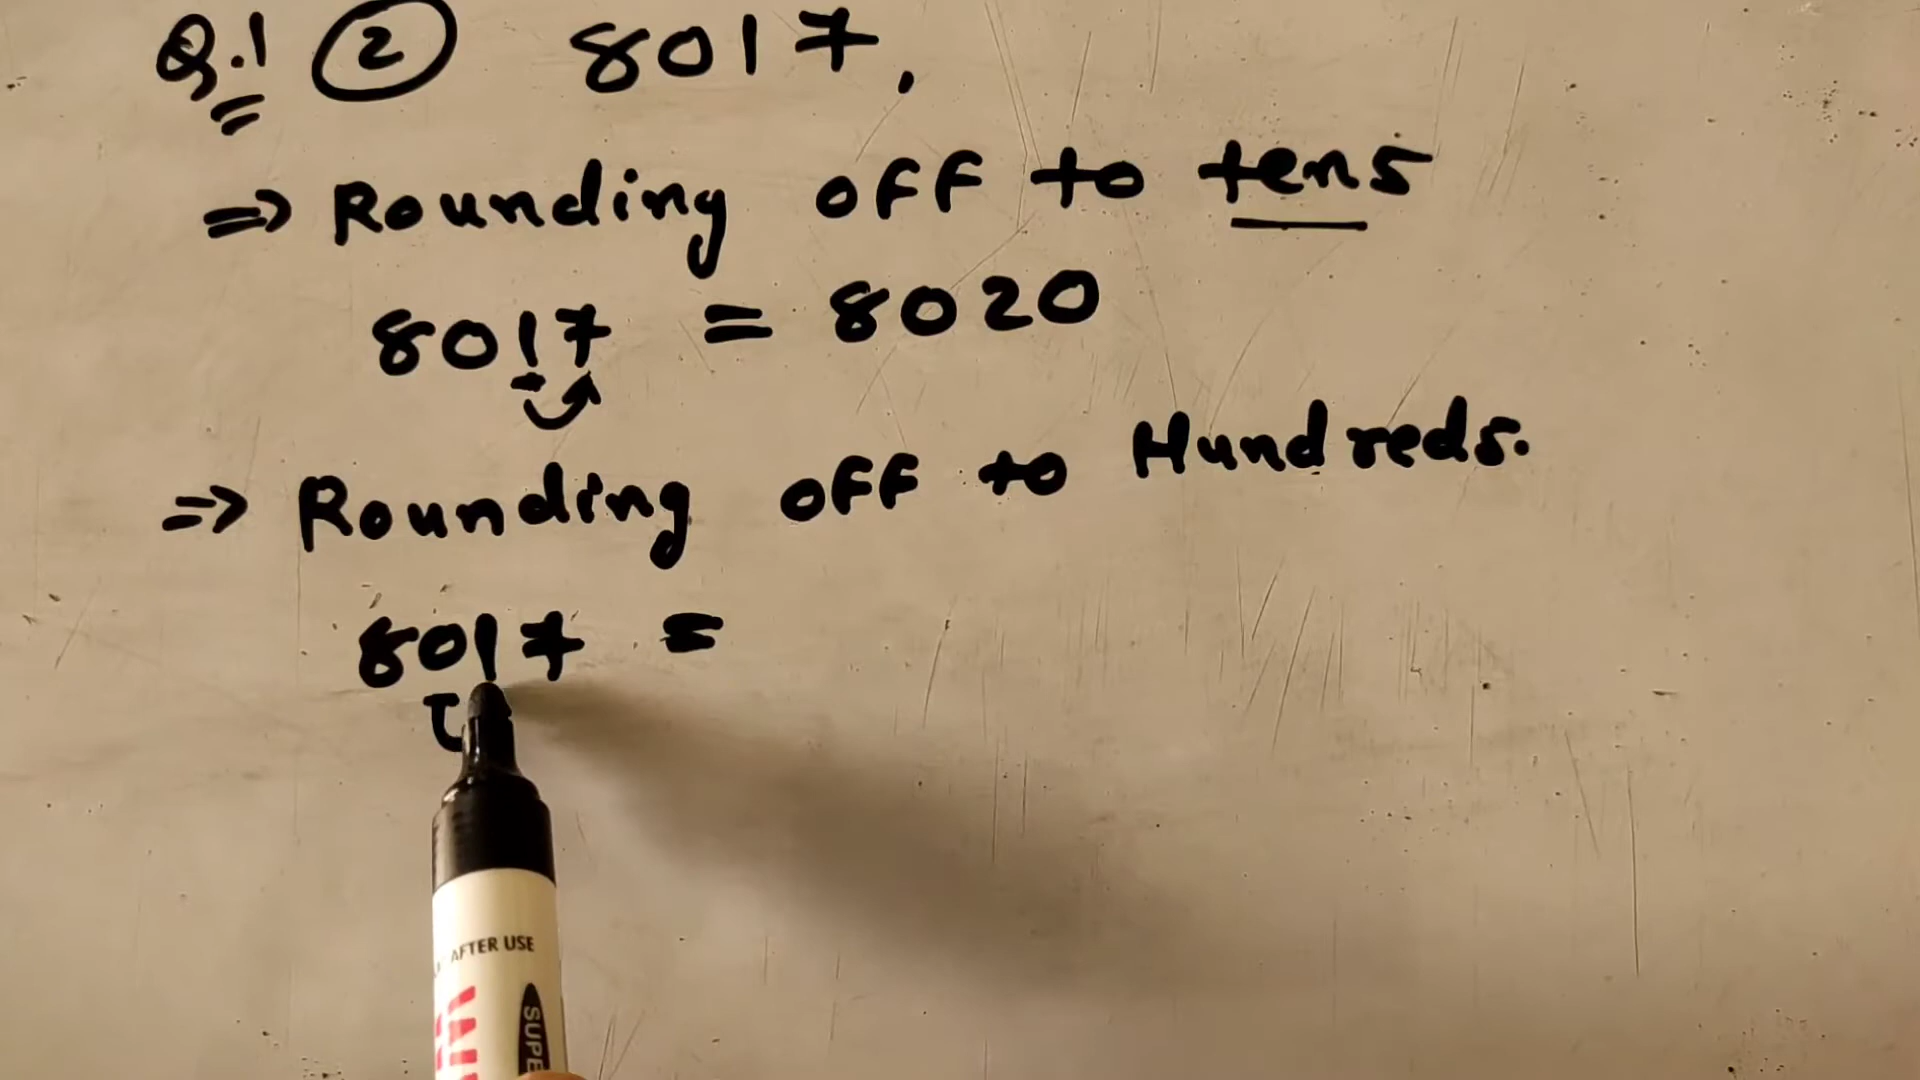 Q.1 ② 8017,
⇒ Rounding off to tens
8017 = 8020
⇒ Rounding off to Hundreds.
8017 =
AFTER USE
SUPE